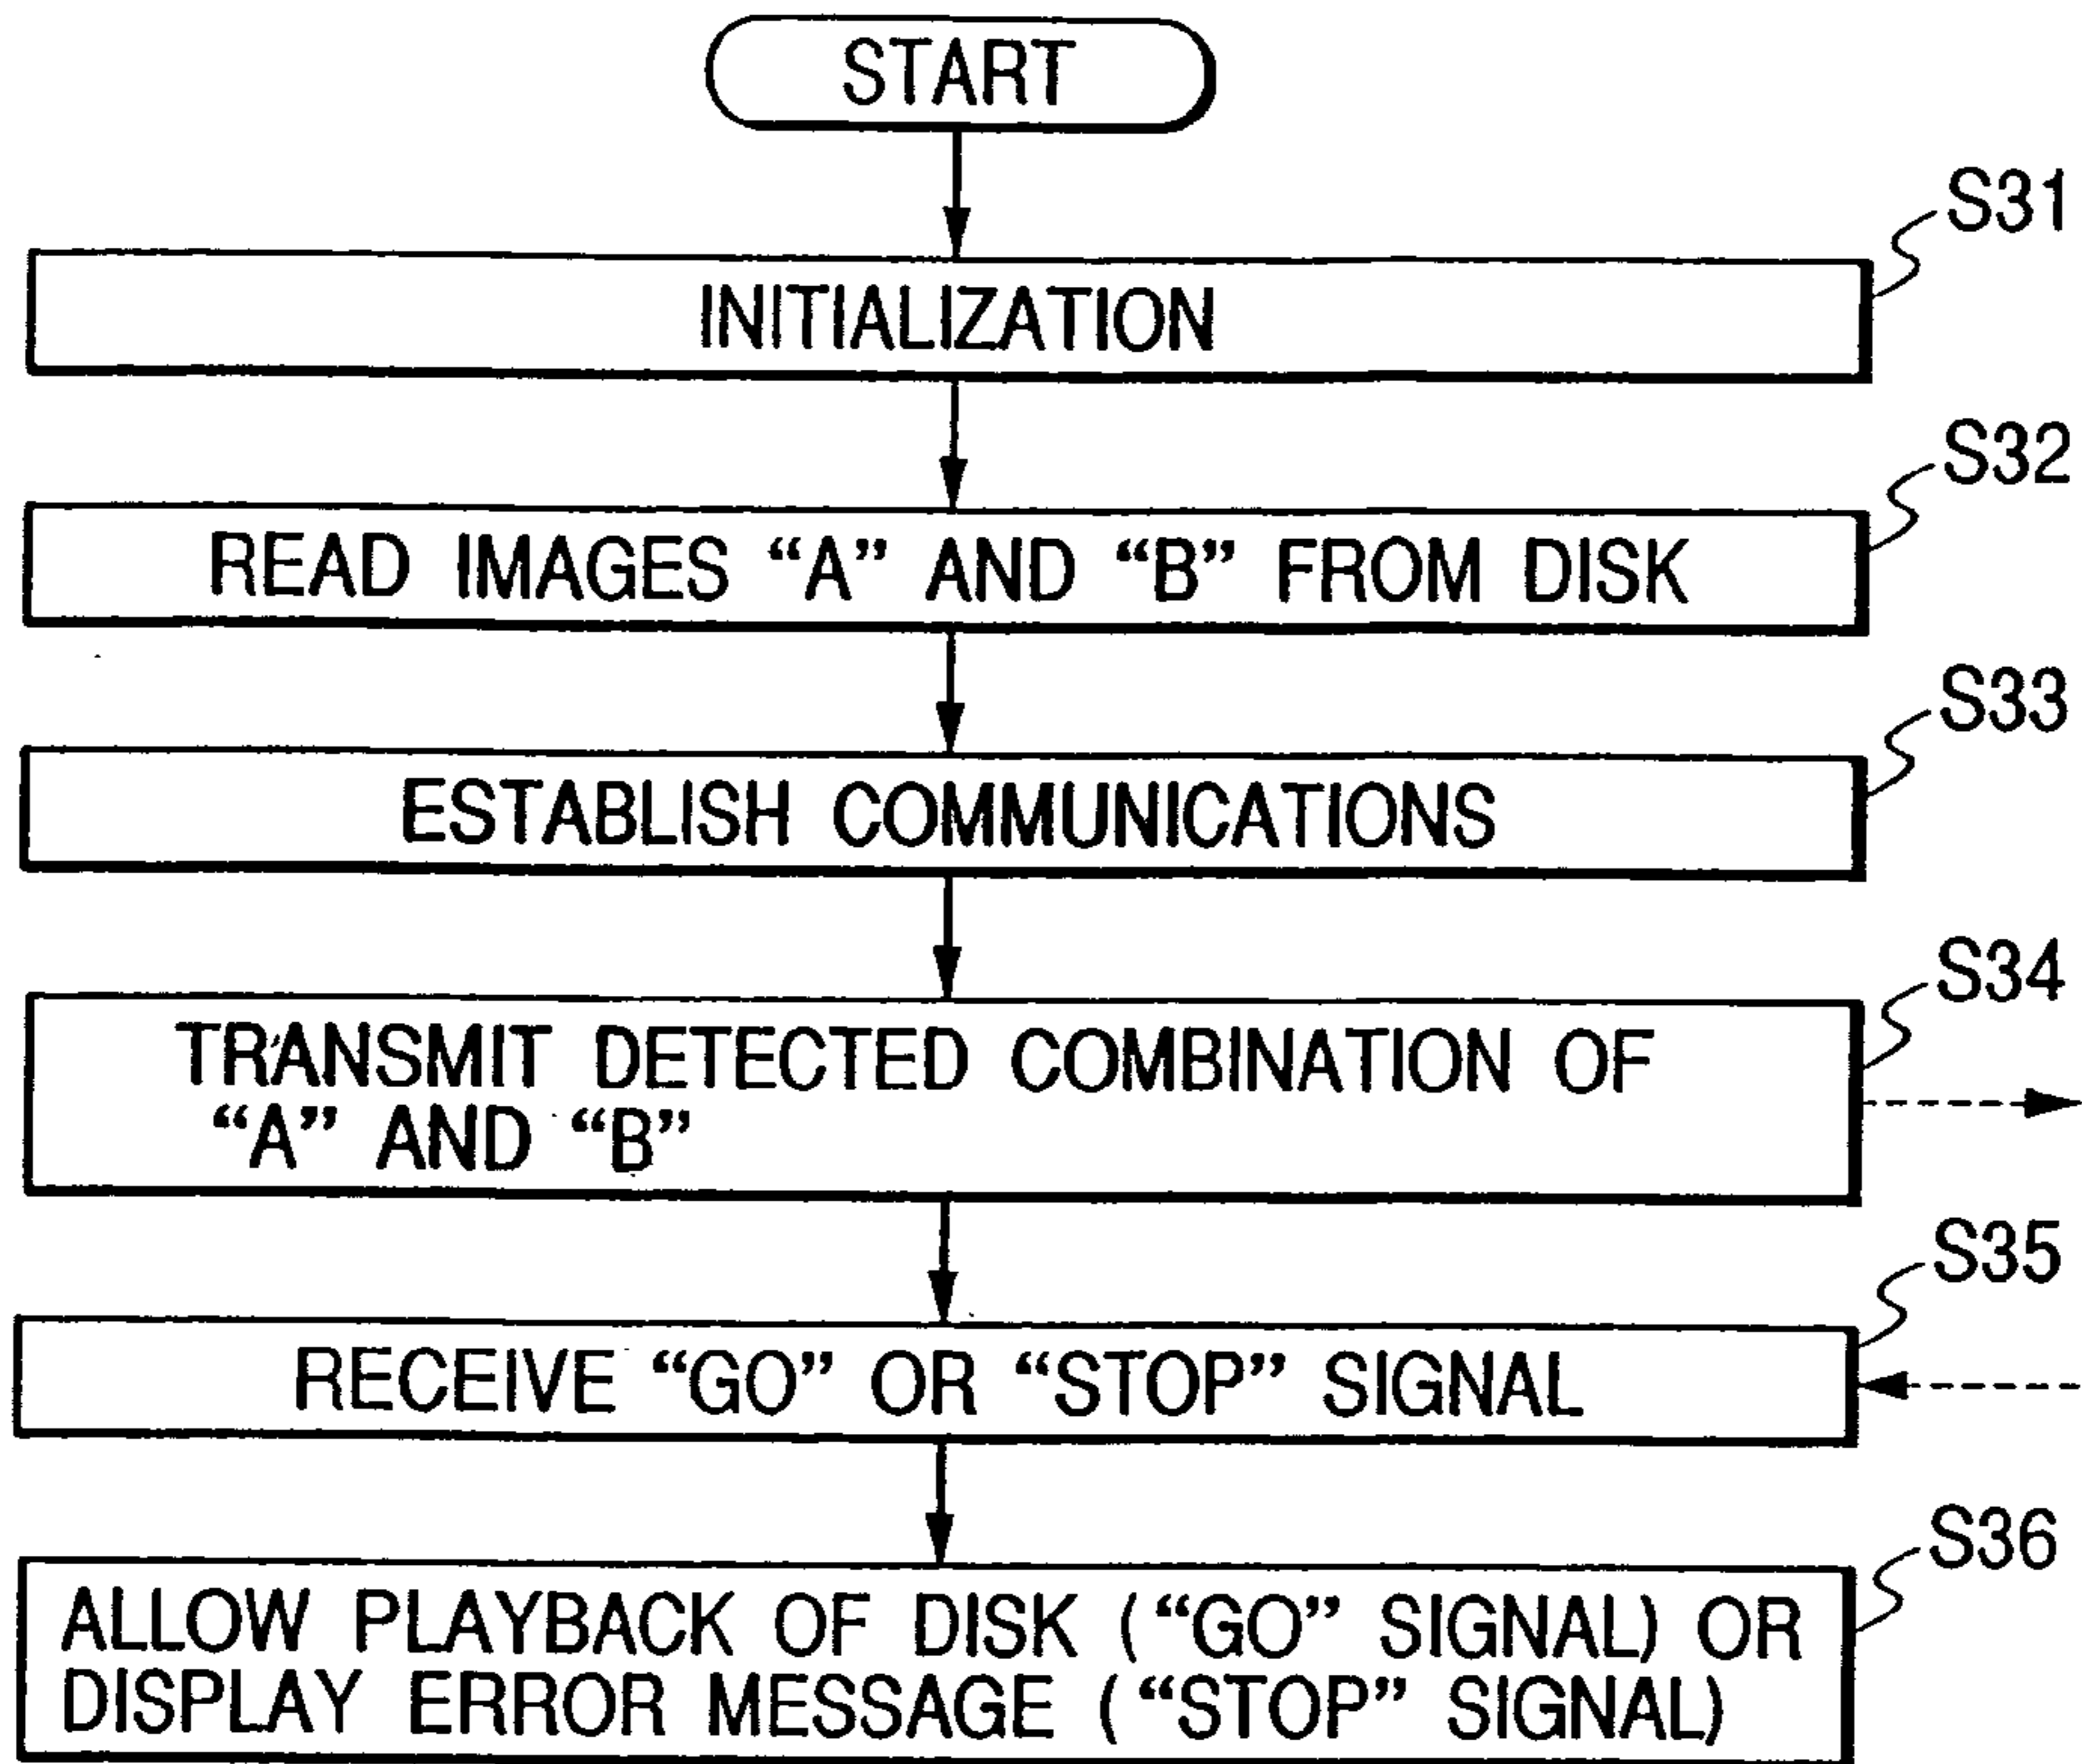 START
S31
INITIALIZATION
S32
READ IMAGES “A” AND “B” FROM DISK
S33
ESTABLISH COMMUNICATIONS
S34
TRANSMIT DETECTED COMBINATION OF
“A” AND “B”
S35
RECEIVE “GO” OR “STOP” SIGNAL
S36
ALLOW PLAYBACK OF DISK (“GO” SIGNAL) OR
DISPLAY ERROR MESSAGE (“STOP” SIGNAL)